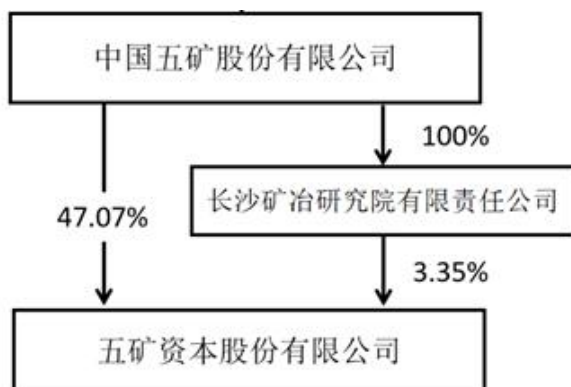 中国五矿股份有限公司
100%
长沙矿冶研究院有限责任公司
47.07%
3.35%
五矿资本股份有限公司